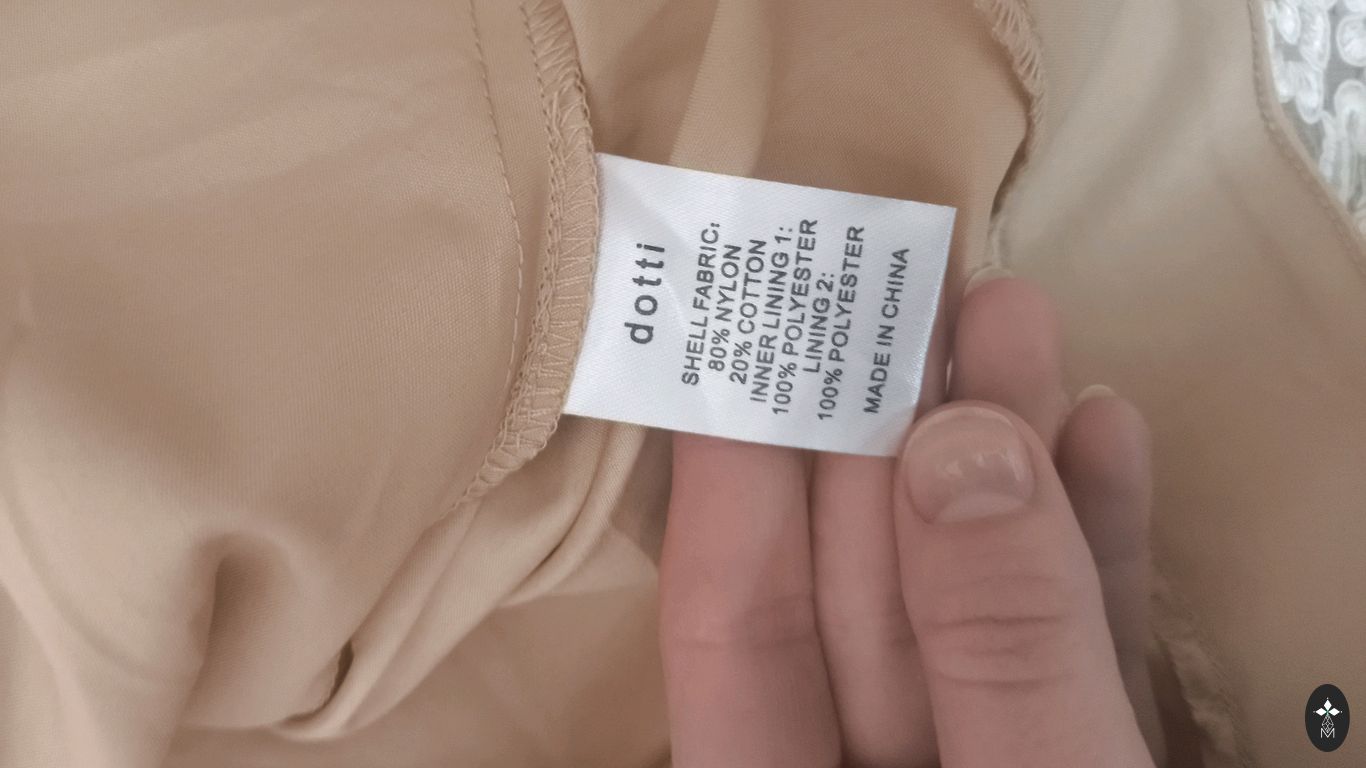 dotti
SHELL FABRIC:
80% NYLON
20% COTTON
INNER LINING 1:
100% POLYESTER
LINING 2:
100% POLYESTER
MADE IN CHINA
M